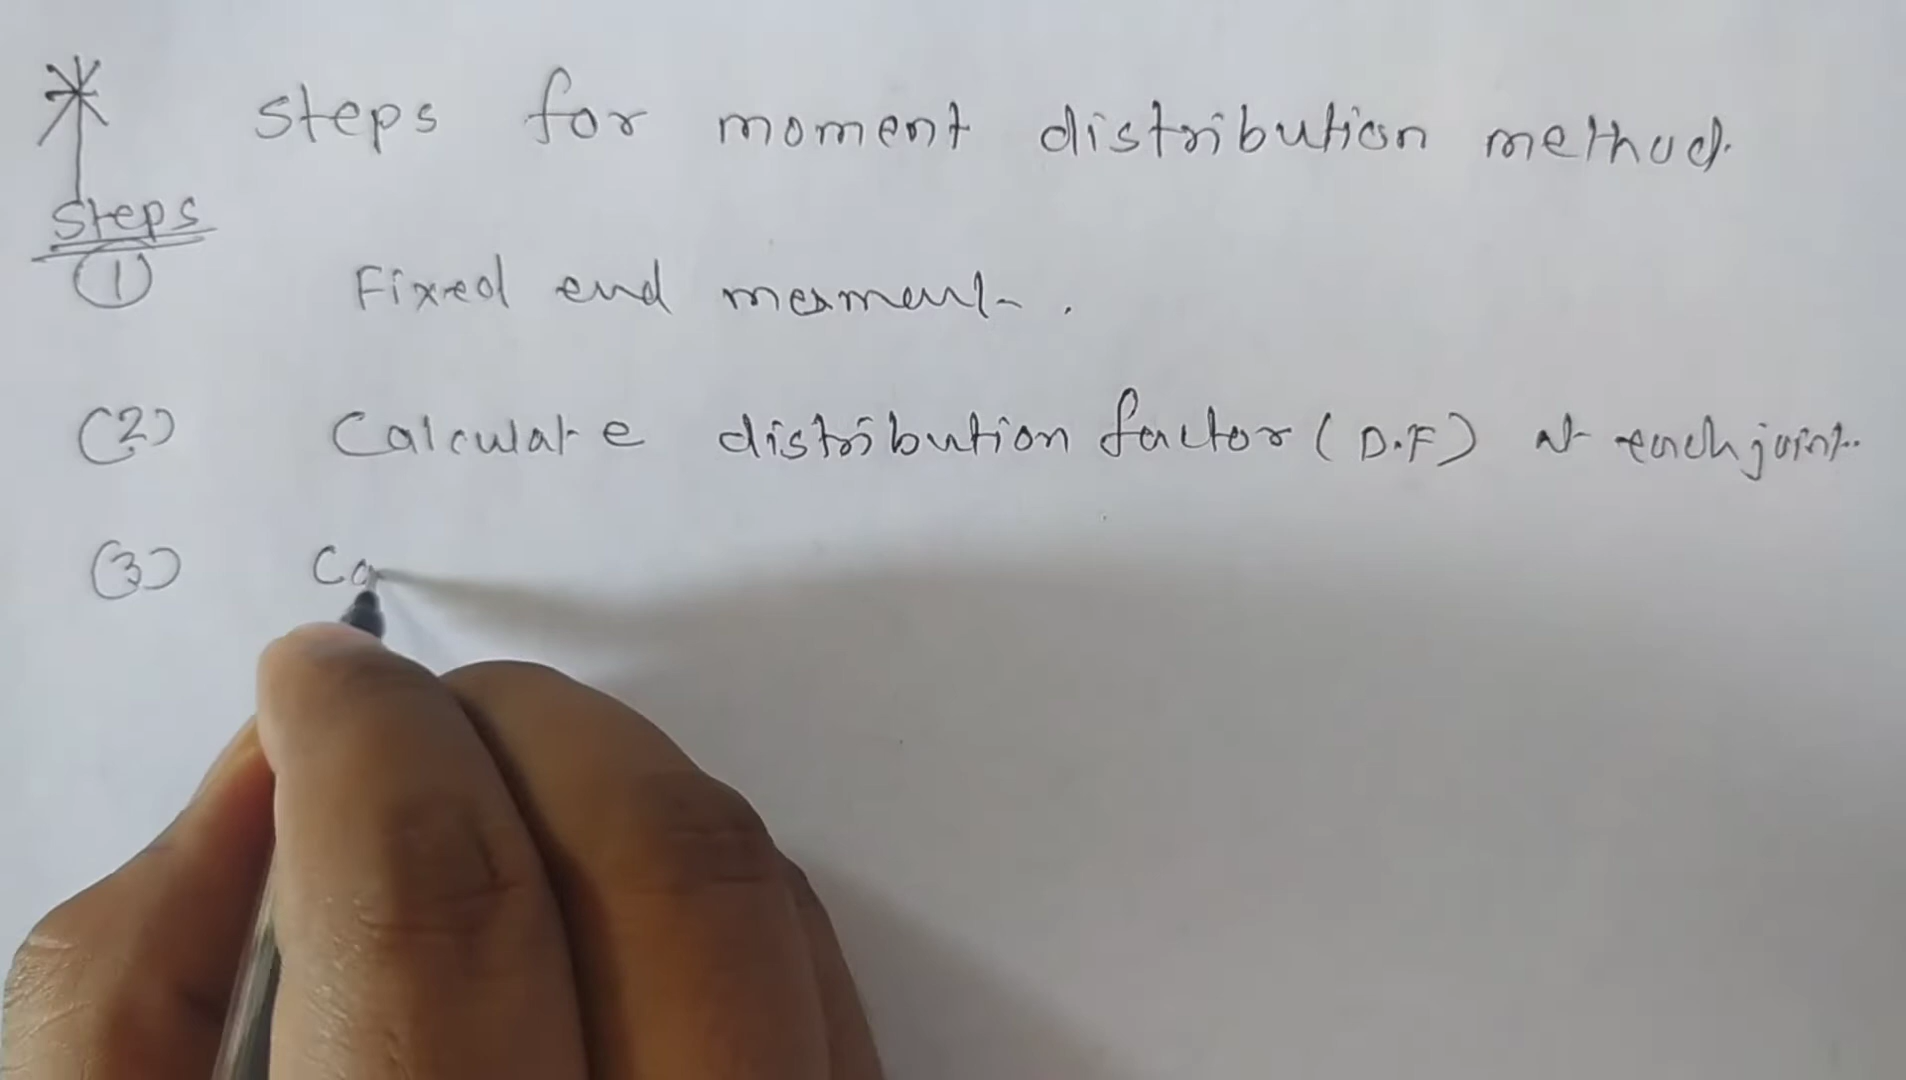 steps for moment distribution method.
Steps
① Fixed end moment.
(2) Calculate distribution factor (D.F) at each joint.
(3) Ca